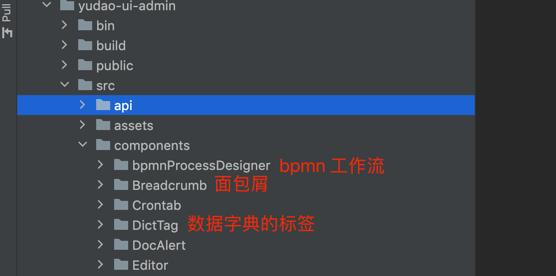 Pull
yudao-ui-admin
bin
build
public
src
api
assets
components
bpmnProcessDesigner bpmn 工作流
Breadcrumb 面包屑
Crontab
DictTag 数据字典的标签
DocAlert
Editor